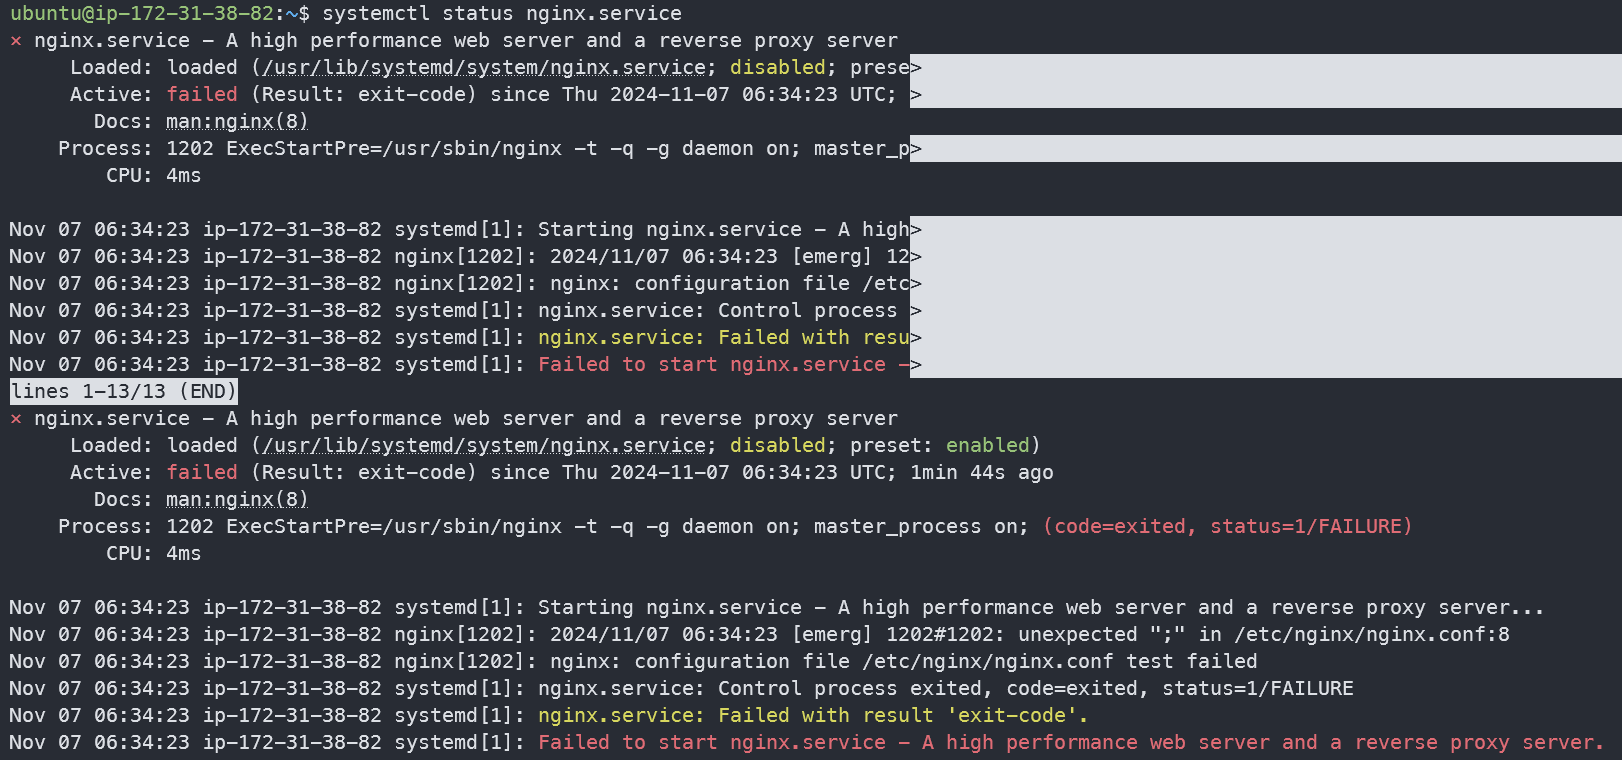 ubuntu@ip-172-31-38-82:~$ systemctl status nginx.service
× nginx.service - A high performance web server and a reverse proxy server
     Loaded: loaded (/usr/lib/systemd/system/nginx.service; disabled; prese>
     Active: failed (Result: exit-code) since Thu 2024-11-07 06:34:23 UTC; >
       Docs: man:nginx(8)
    Process: 1202 ExecStartPre=/usr/sbin/nginx -t -q -g daemon on; master_p>
        CPU: 4ms

Nov 07 06:34:23 ip-172-31-38-82 systemd[1]: Starting nginx.service - A high>
Nov 07 06:34:23 ip-172-31-38-82 nginx[1202]: 2024/11/07 06:34:23 [emerg] 12>
Nov 07 06:34:23 ip-172-31-38-82 nginx[1202]: nginx: configuration file /etc>
Nov 07 06:34:23 ip-172-31-38-82 systemd[1]: nginx.service: Control process >
Nov 07 06:34:23 ip-172-31-38-82 systemd[1]: nginx.service: Failed with resu>
Nov 07 06:34:23 ip-172-31-38-82 systemd[1]: Failed to start nginx.service ->
lines 1-13/13 (END)
× nginx.service - A high performance web server and a reverse proxy server
     Loaded: loaded (/usr/lib/systemd/system/nginx.service; disabled; preset: enabled)
     Active: failed (Result: exit-code) since Thu 2024-11-07 06:34:23 UTC; 1min 44s ago
       Docs: man:nginx(8)
    Process: 1202 ExecStartPre=/usr/sbin/nginx -t -q -g daemon on; master_process on; (code=exited, status=1/FAILURE)
        CPU: 4ms

Nov 07 06:34:23 ip-172-31-38-82 systemd[1]: Starting nginx.service - A high performance web server and a reverse proxy server...
Nov 07 06:34:23 ip-172-31-38-82 nginx[1202]: 2024/11/07 06:34:23 [emerg] 1202#1202: unexpected ";" in /etc/nginx/nginx.conf:8
Nov 07 06:34:23 ip-172-31-38-82 nginx[1202]: nginx: configuration file /etc/nginx/nginx.conf test failed
Nov 07 06:34:23 ip-172-31-38-82 systemd[1]: nginx.service: Control process exited, code=exited, status=1/FAILURE
Nov 07 06:34:23 ip-172-31-38-82 systemd[1]: nginx.service: Failed with result 'exit-code'.
Nov 07 06:34:23 ip-172-31-38-82 systemd[1]: Failed to start nginx.service - A high performance web server and a reverse proxy server.